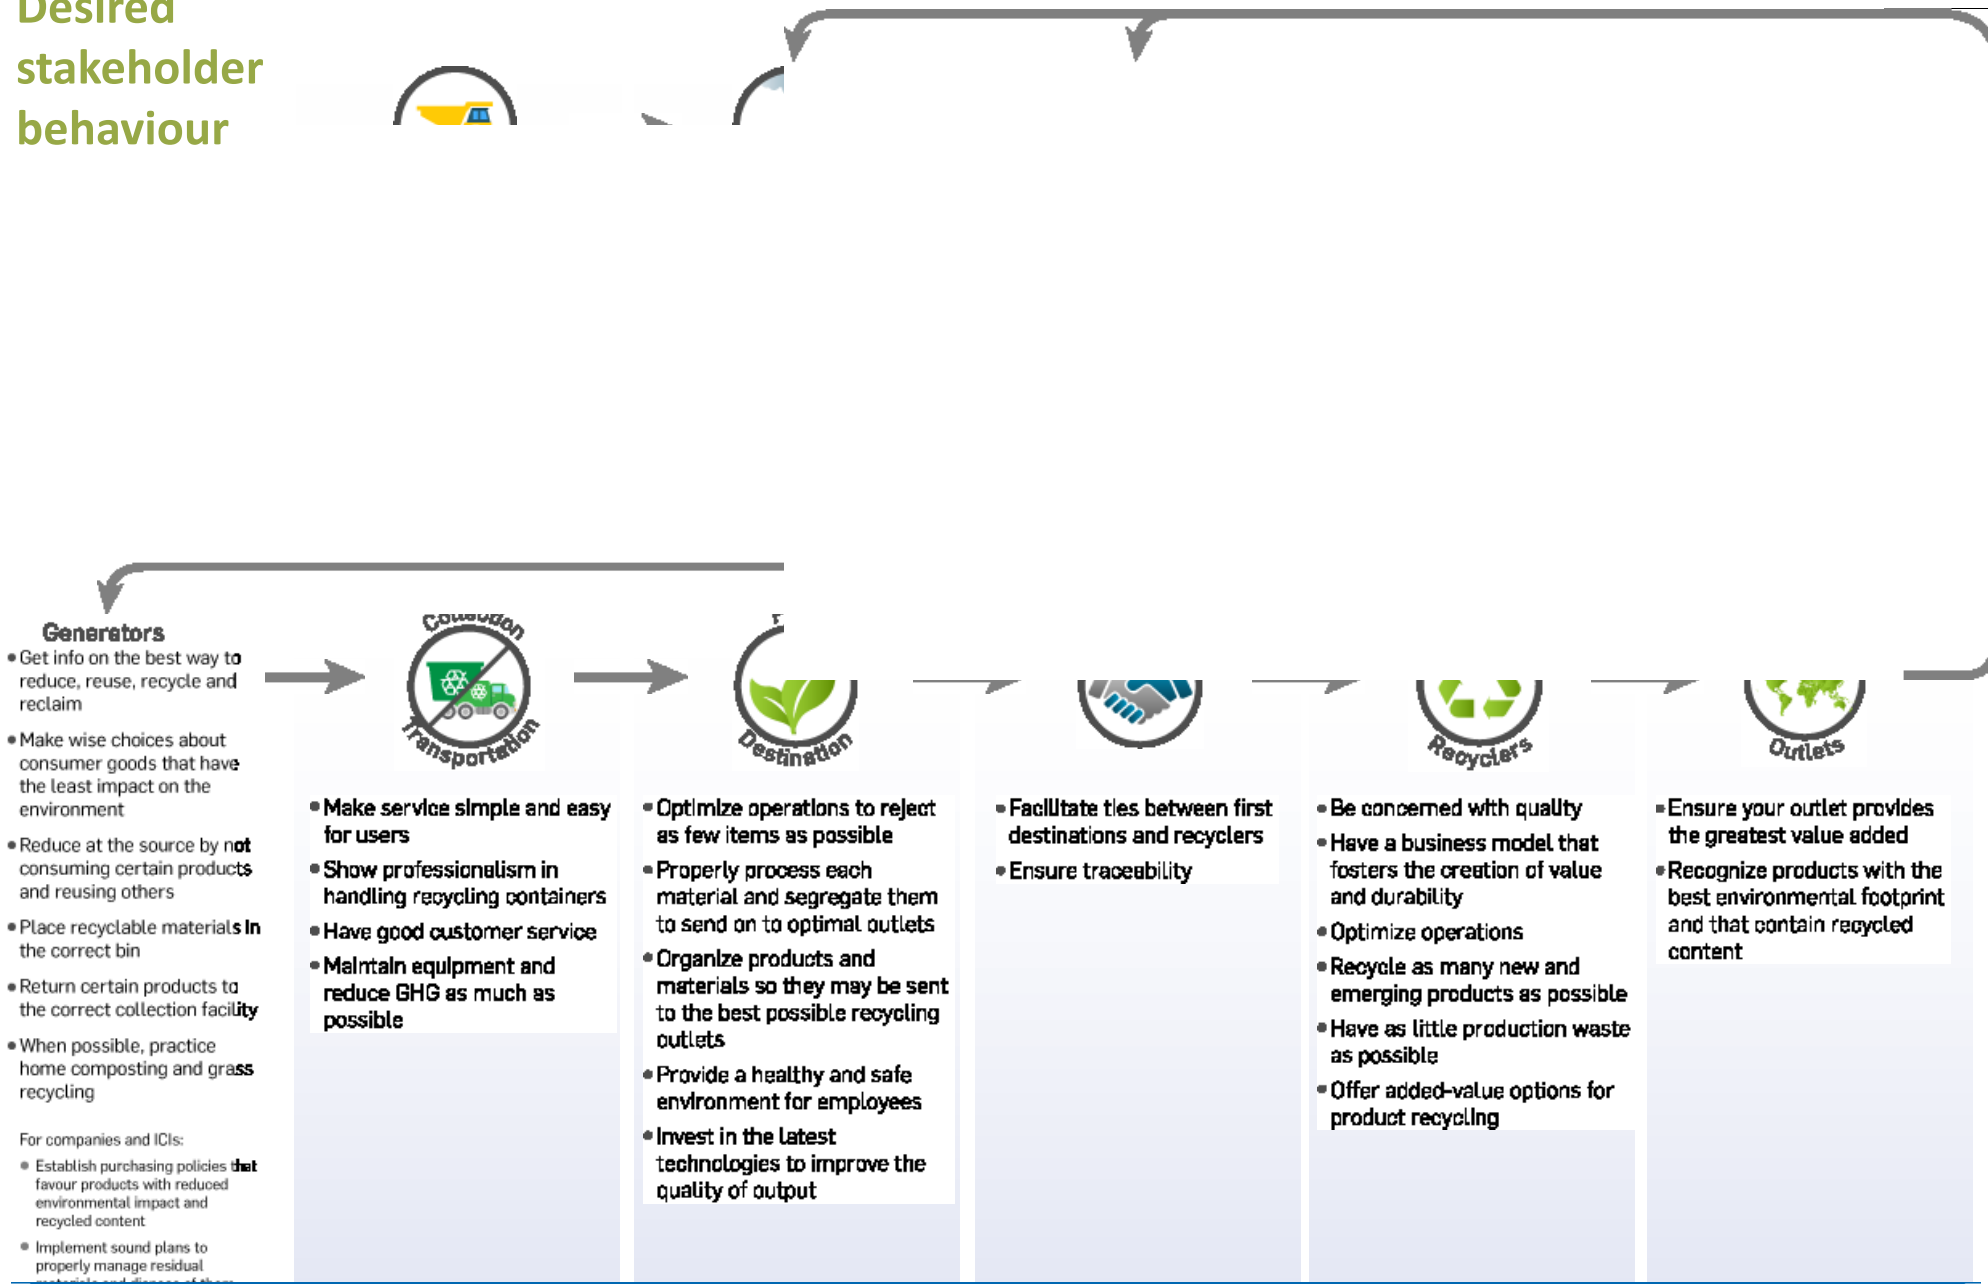 Desired
stakeholder
behaviour
Generators
Get info on the best way to
reduce, reuse, recycle and
reclaim
Make wise choices about
consumer goods that have
the least impact on the
environment
Reduce at the source by not
consuming certain products
and reusing others
Place recyclable materials in
the correct bin
Return certain products to
the correct collection facility
When possible, practice
home composting and grass
recycling
For companies and ICIs:
Establish purchasing policies that
favour products with reduced
environmental impact and
recycled content
Implement sound plans to
properly manage residual
materials and dispose of them
Collection
Transportation
Make service simple and easy
for users
Show professionalism in
handling recycling containers
Have good customer service
Maintain equipment and
reduce GHG as much as
possible
Destination
Optimize operations to reject
as few items as possible
Properly process each
material and segregate them
to send on to optimal outlets
Organize products and
materials so they may be sent
to the best possible recycling
outlets
Provide a healthy and safe
environment for employees
Invest in the latest
technologies to improve the
quality of output
Facilitate ties between first
destinations and recyclers
Ensure traceability
Recyclers
Be concerned with quality
Have a business model that
fosters the creation of value
and durability
Optimize operations
Recycle as many new and
emerging products as possible
Have as little production waste
as possible
Offer added-value options for
product recycling
Outlets
Ensure your outlet provides
the greatest value added
Recognize products with the
best environmental footprint
and that contain recycled
content